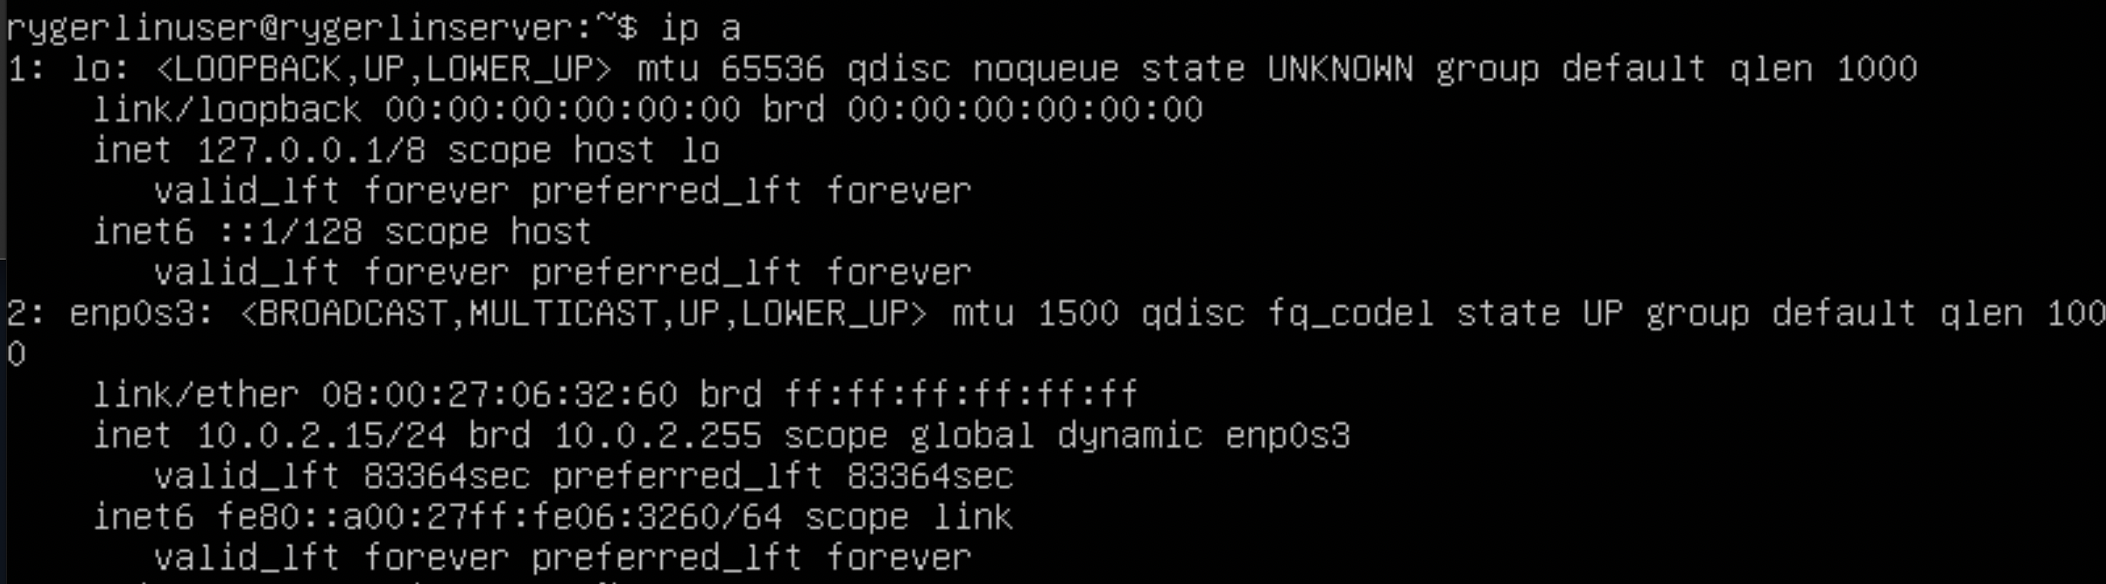 rygerlinuser@rygerlinserver:~$ ip a
1: lo: <LOOPBACK,UP,LOWER_UP> mtu 65536 qdisc noqueue state UNKNOWN group default qlen 1000
    link/loopback 00:00:00:00:00:00 brd 00:00:00:00:00:00
    inet 127.0.0.1/8 scope host lo
       valid_lft forever preferred_lft forever
    inet6 ::1/128 scope host
       valid_lft forever preferred_lft forever
2: enp0s3: <BROADCAST,MULTICAST,UP,LOWER_UP> mtu 1500 qdisc fq_codel state UP group default qlen 100
0
    link/ether 08:00:27:06:32:60 brd ff:ff:ff:ff:ff:ff
    inet 10.0.2.15/24 brd 10.0.2.255 scope global dynamic enp0s3
       valid_lft 83364sec preferred_lft 83364sec
    inet6 fe80::a00:27ff:fe06:3260/64 scope link
       valid_lft forever preferred_lft forever